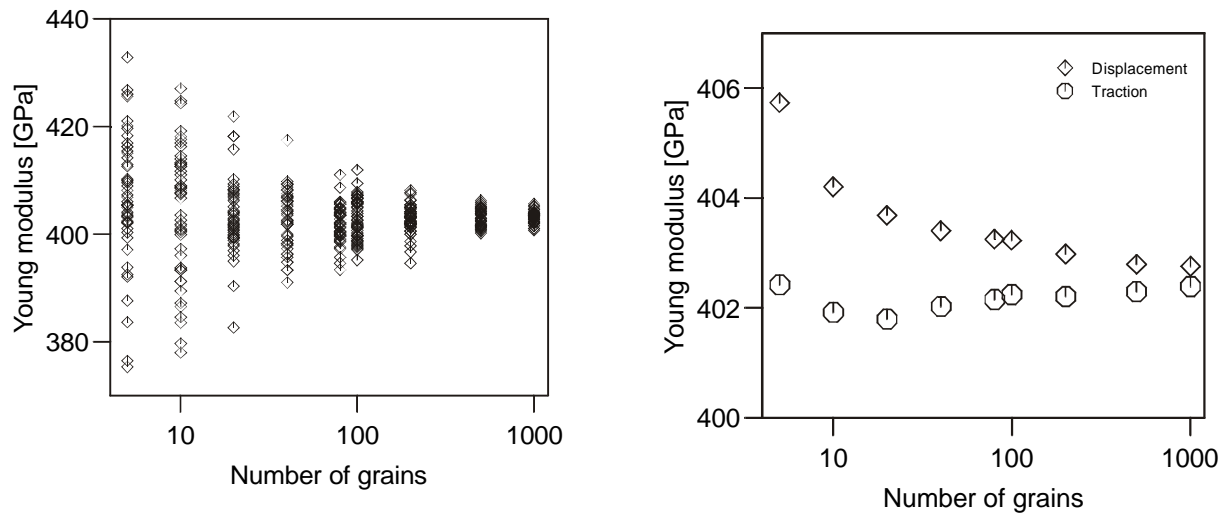 440
420
400
380
Young modulus [GPa]
10
100
1000
Number of grains
406
404
402
400
Young modulus [GPa]
Displacement
Traction
10
100
1000
Number of grains